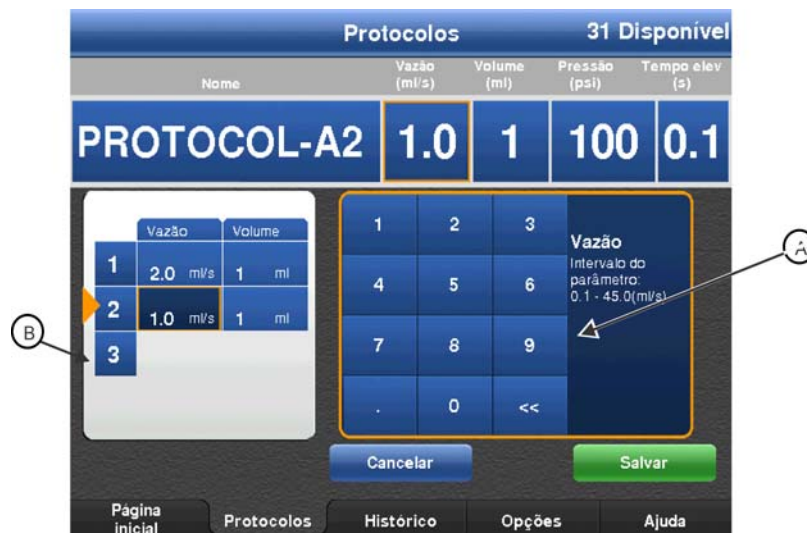 Protocolos 31 Disponível
Nome Vazão (ml/s) Volume (ml) Pressão (psi) Tempo elev (s)
PROTOCOL-A2 1.0 1 100 0.1
Vazão Volume
1 2.0 ml/s 1 ml
2 1.0 ml/s 1 ml
3
1 2 3
4 5 6
7 8 9
. 0 <<
Vazão
Intervalo do
parâmetro:
0.1 - 45.0(ml/s)
A
B
Cancelar Salvar
Página inicial Protocolos Histórico Opções Ajuda